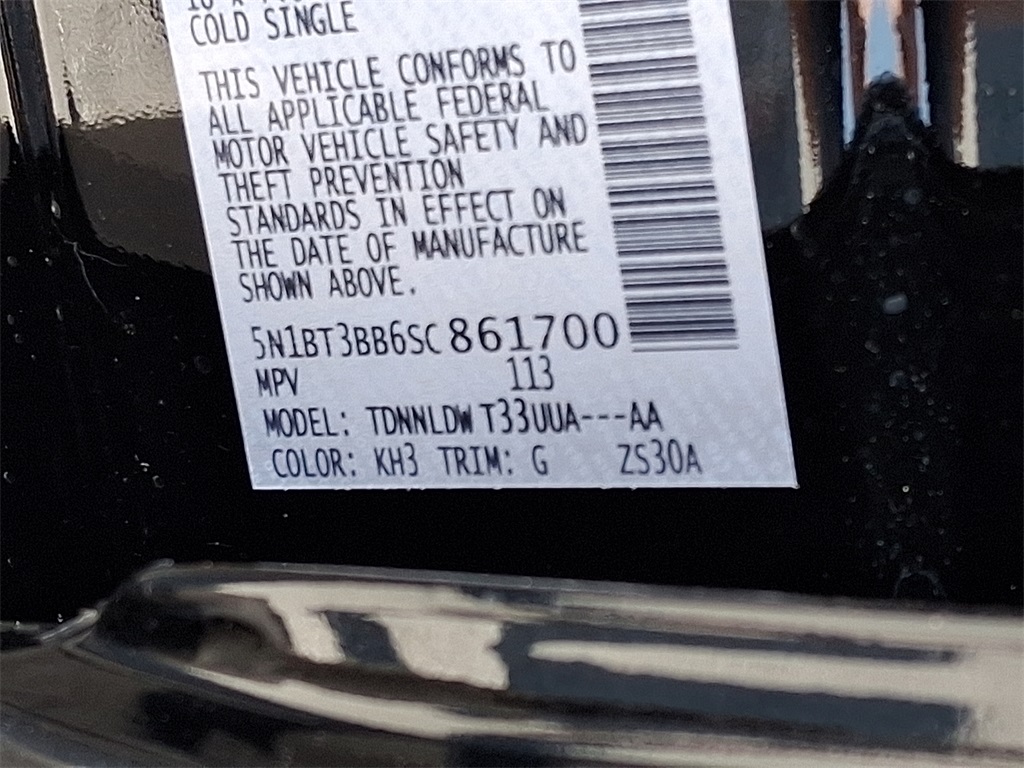 COLD SINGLE
THIS VEHICLE CONFORMS TO
ALL APPLICABLE FEDERAL
MOTOR VEHICLE SAFETY AND
THEFT PREVENTION
STANDARDS IN EFFECT ON
THE DATE OF MANUFACTURE
SHOWN ABOVE.
5N1BT3BB6SC861700
MPV 113
MODEL: TDNNLDW T33UUA---AA
COLOR: KH3 TRIM: G ZS30A